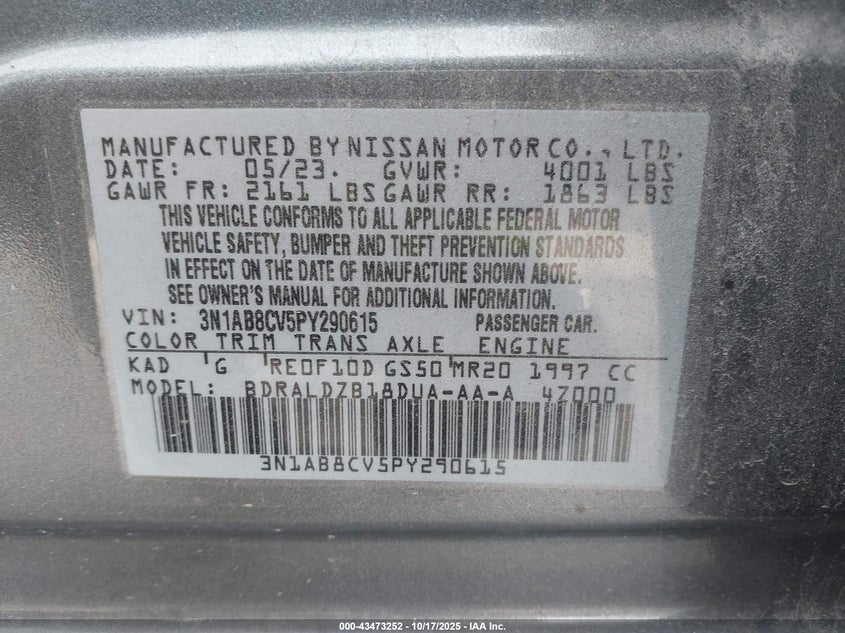 MANUFACTURED BY NISSAN MOTOR CO., LTD.
DATE: 05/23. GVWR: 4001 LBS
GAWR FR: 2161 LBS GAWR RR: 1863 LBS
THIS VEHICLE CONFORMS TO ALL APPLICABLE FEDERAL MOTOR
VEHICLE SAFETY, BUMPER AND THEFT PREVENTION STANDARDS
IN EFFECT ON THE DATE OF MANUFACTURE SHOWN ABOVE.
SEE OWNER'S MANUAL FOR ADDITIONAL INFORMATION.
VIN: 3N1AB8CV5PY290615 PASSENGER CAR.
COLOR TRIM TRANS AXLE ENGINE
KAD G RE0F10D GS50 MR20 1997 CC
MODEL: BDRALDZB18DUA-AA-A 47000
3N1AB8CV5PY290615
000-43473252 - 10/17/2025 - IAA Inc.